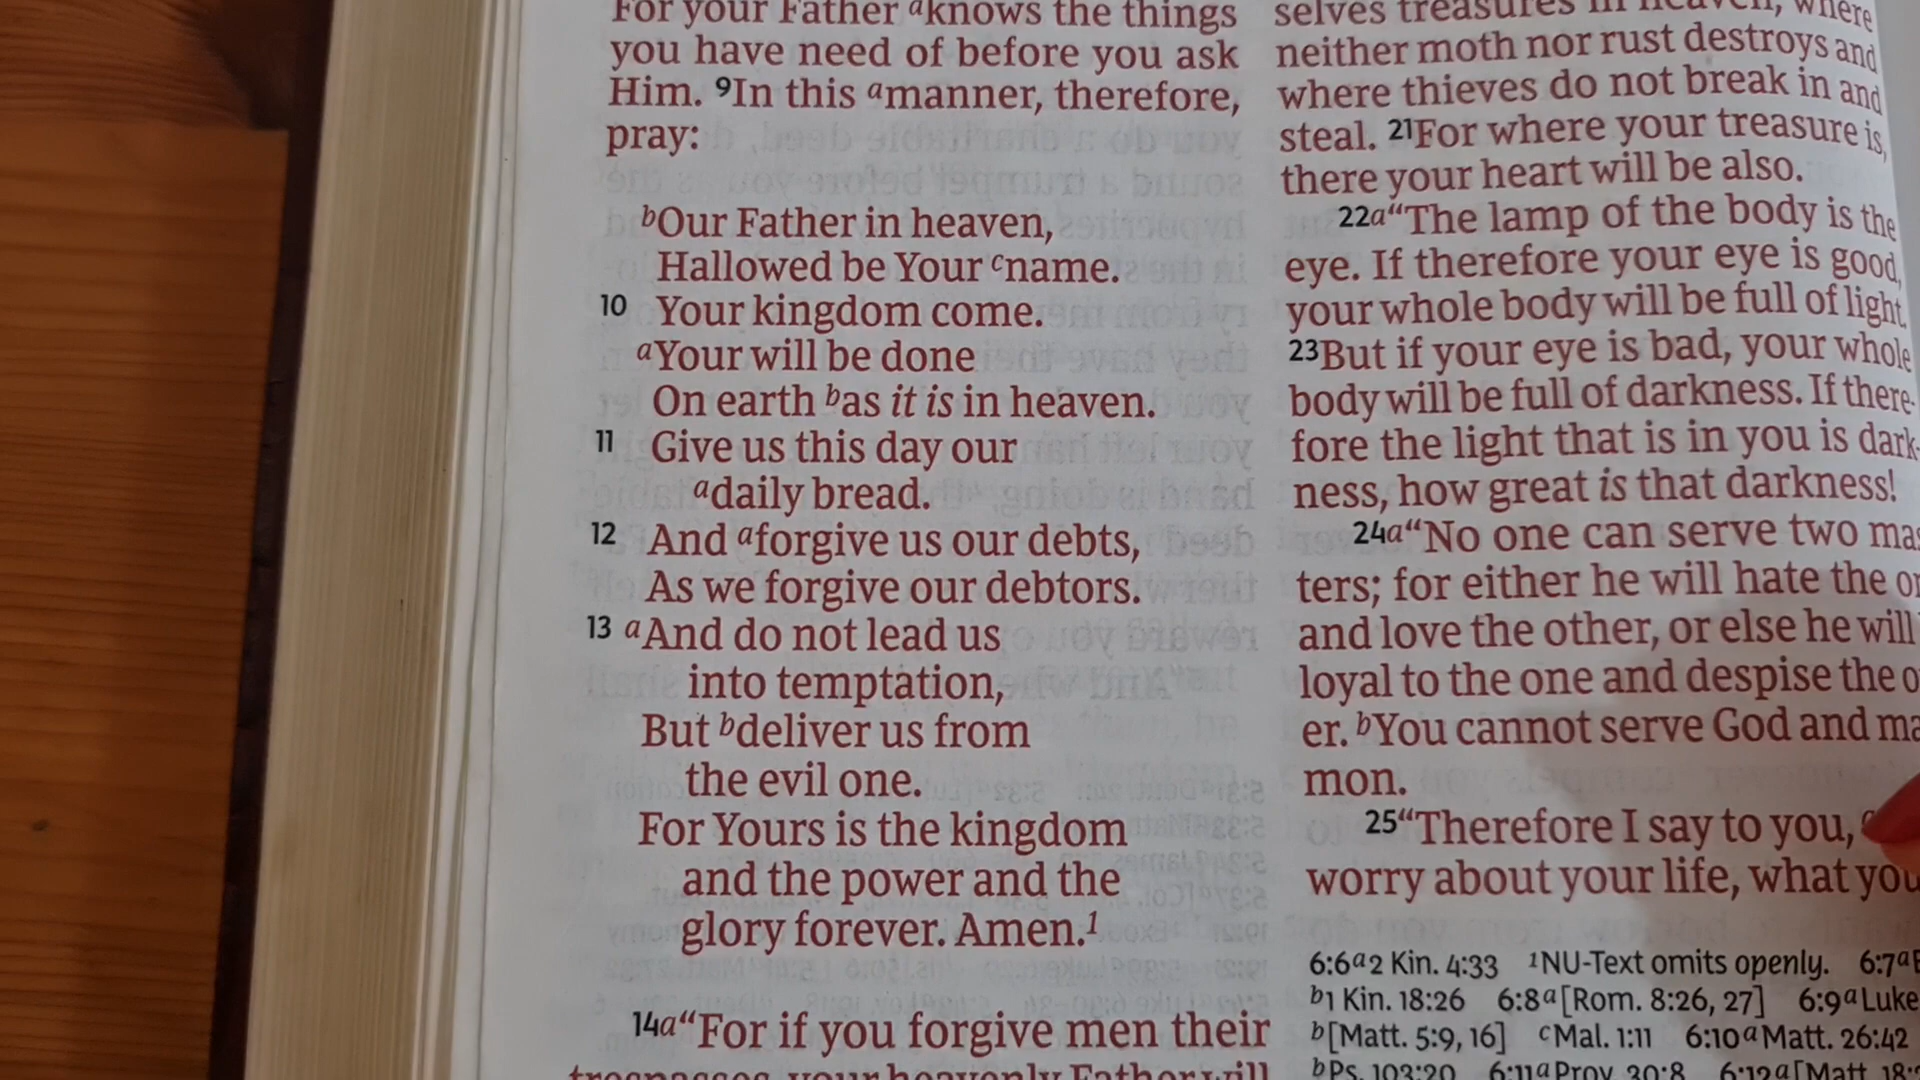 For your Father aknows the things
you have need of before you ask
Him. 9In this amanner, therefore,
pray:
bOur Father in heaven,
Hallowed be Your cname.
10 Your kingdom come.
aYour will be done
On earth bas it is in heaven.
11 Give us this day our
adaily bread.
12 And aforgive us our debts,
As we forgive our debtors.
13 aAnd do not lead us
into temptation,
But bdeliver us from
the evil one.
For Yours is the kingdom
and the power and the
glory forever. Amen.1
14a“For if you forgive men their
trespasses, your heavenly Father will
selves treasures in heaven, where
neither moth nor rust destroys and
where thieves do not break in and
steal. 21For where your treasure is,
there your heart will be also.
22a“The lamp of the body is the
eye. If therefore your eye is good,
your whole body will be full of light.
23But if your eye is bad, your whole
body will be full of darkness. If there-
fore the light that is in you is dark-
ness, how great is that darkness!
24a“No one can serve two mas
ters; for either he will hate the
and love the other, or else he will
loyal to the one and despise the
er. bYou cannot serve God and ma
mon.
25“Therefore I say to you,
worry about your life, what you
6:6a2 Kin. 4:33 1NU-Text omits openly. 6:7a
b1 Kin. 18:26 6:8a[Rom. 8:26, 27] 6:9aLuke
b[Matt. 5:9, 16] cMal. 1:11 6:10aMatt. 26:42
bPs. 103:20 6:11aProv. 30:8 6:12a[Matt. 18: